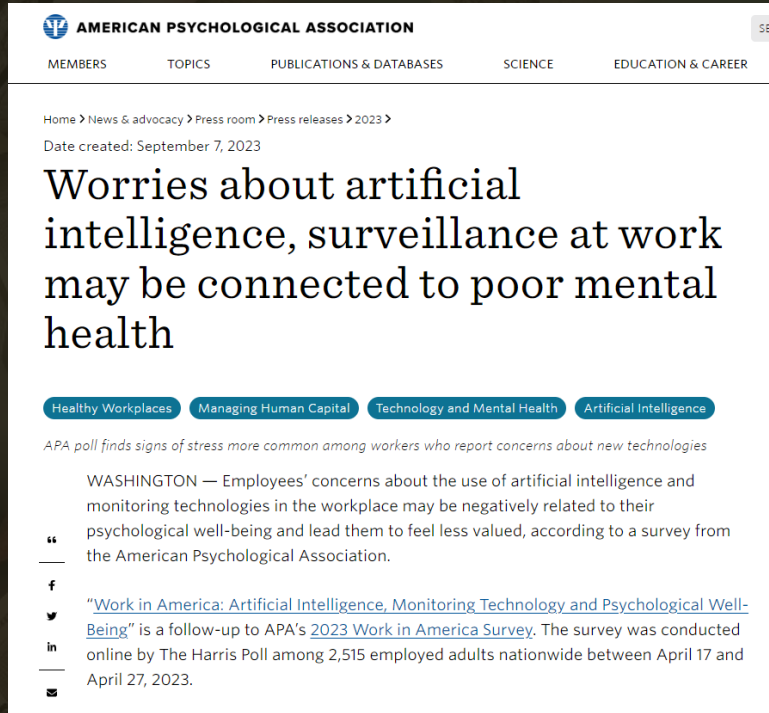 AMERICAN PSYCHOLOGICAL ASSOCIATION
SE
MEMBERS TOPICS PUBLICATIONS & DATABASES SCIENCE EDUCATION & CAREER
Home > News & advocacy > Press room > Press releases > 2023 >
Date created: September 7, 2023
Worries about artificial
intelligence, surveillance at work
may be connected to poor mental
health
Healthy Workplaces Managing Human Capital Technology and Mental Health Artificial Intelligence
APA poll finds signs of stress more common among workers who report concerns about new technologies
WASHINGTON — Employees’ concerns about the use of artificial intelligence and
monitoring technologies in the workplace may be negatively related to their
psychological well-being and lead them to feel less valued, according to a survey from
the American Psychological Association.
“Work in America: Artificial Intelligence, Monitoring Technology and Psychological Well-
Being” is a follow-up to APA’s 2023 Work in America Survey. The survey was conducted
online by The Harris Poll among 2,515 employed adults nationwide between April 17 and
April 27, 2023.